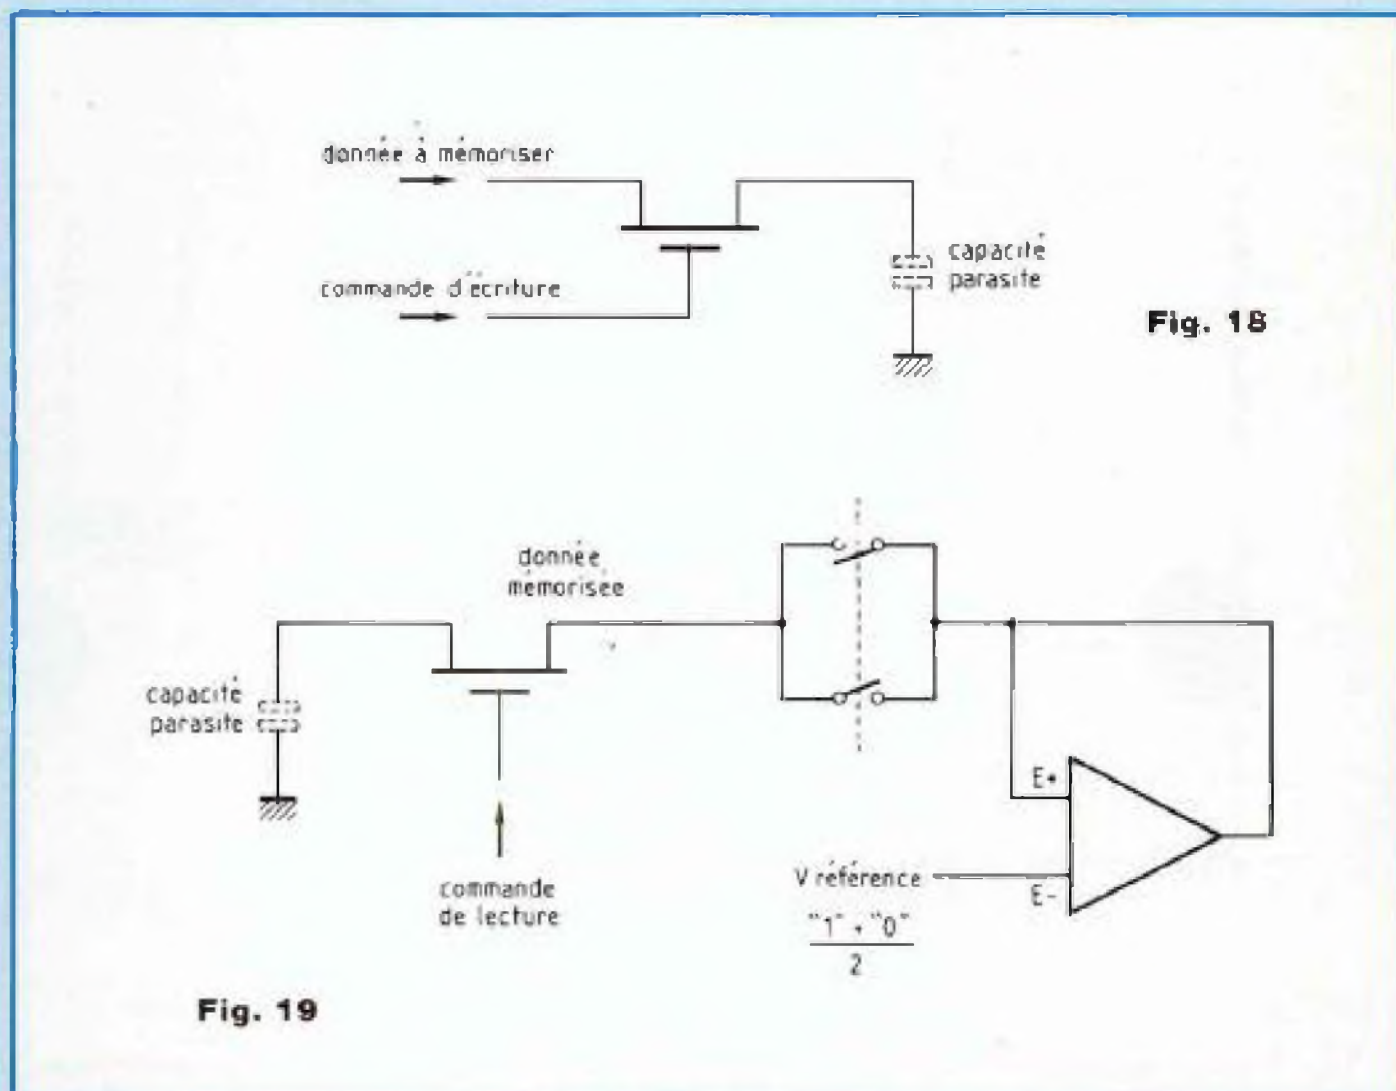 donnée à mémoriser
commande d'écriture
capacité
parasite
Fig. 18
donnée
mémorisée
capacité
parasite
commande
de lecture
E+
V référence
E-
"1" + "0"
2
Fig. 19